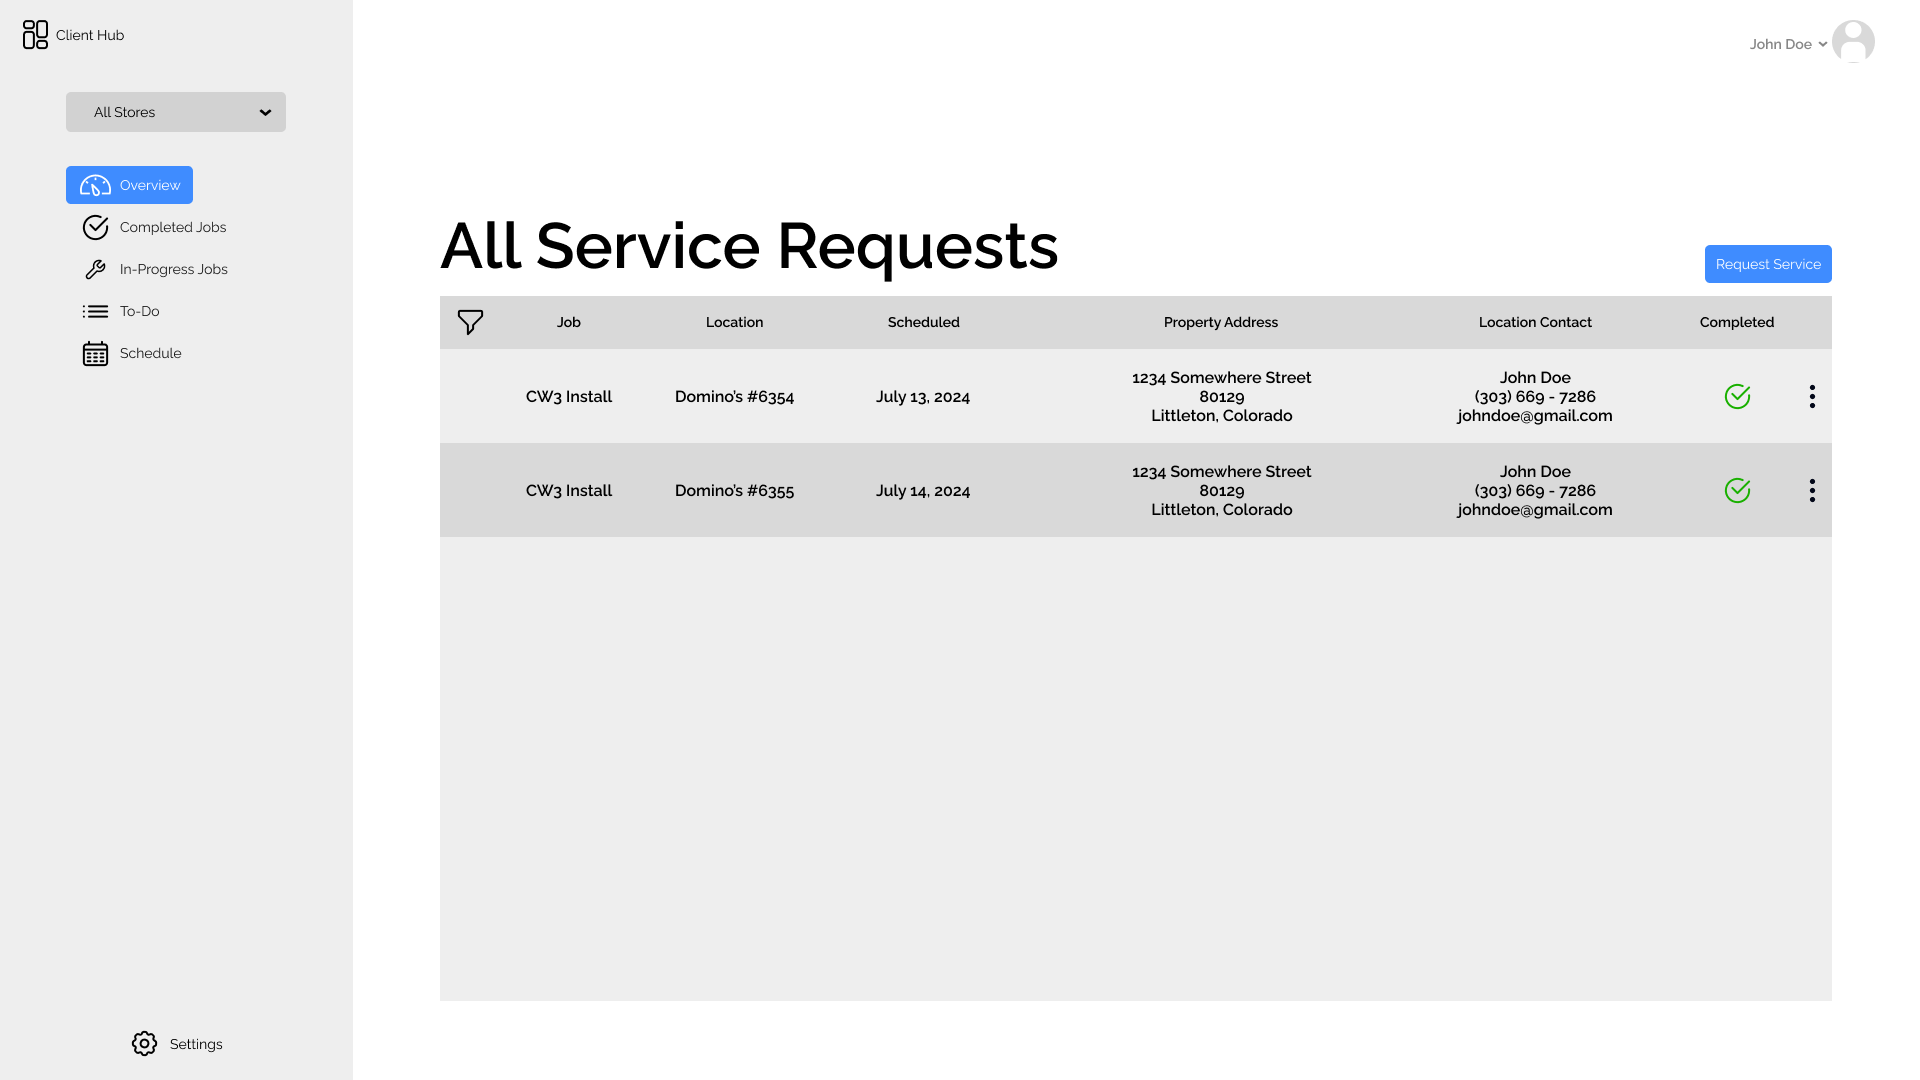 Client Hub
John Doe
All Stores
Overview
Completed Jobs
In-Progress Jobs
To-Do
Schedule
Settings
All Service Requests
Request Service
Job Location Scheduled Property Address Location Contact Completed
CW3 Install
Domino's #6354
July 13, 2024
1234 Somewhere Street
80129
Littleton, Colorado
John Doe
(303) 669 - 7286
johndoe@gmail.com
CW3 Install
Domino's #6355
July 14, 2024
1234 Somewhere Street
80129
Littleton, Colorado
John Doe
(303) 669 - 7286
johndoe@gmail.com